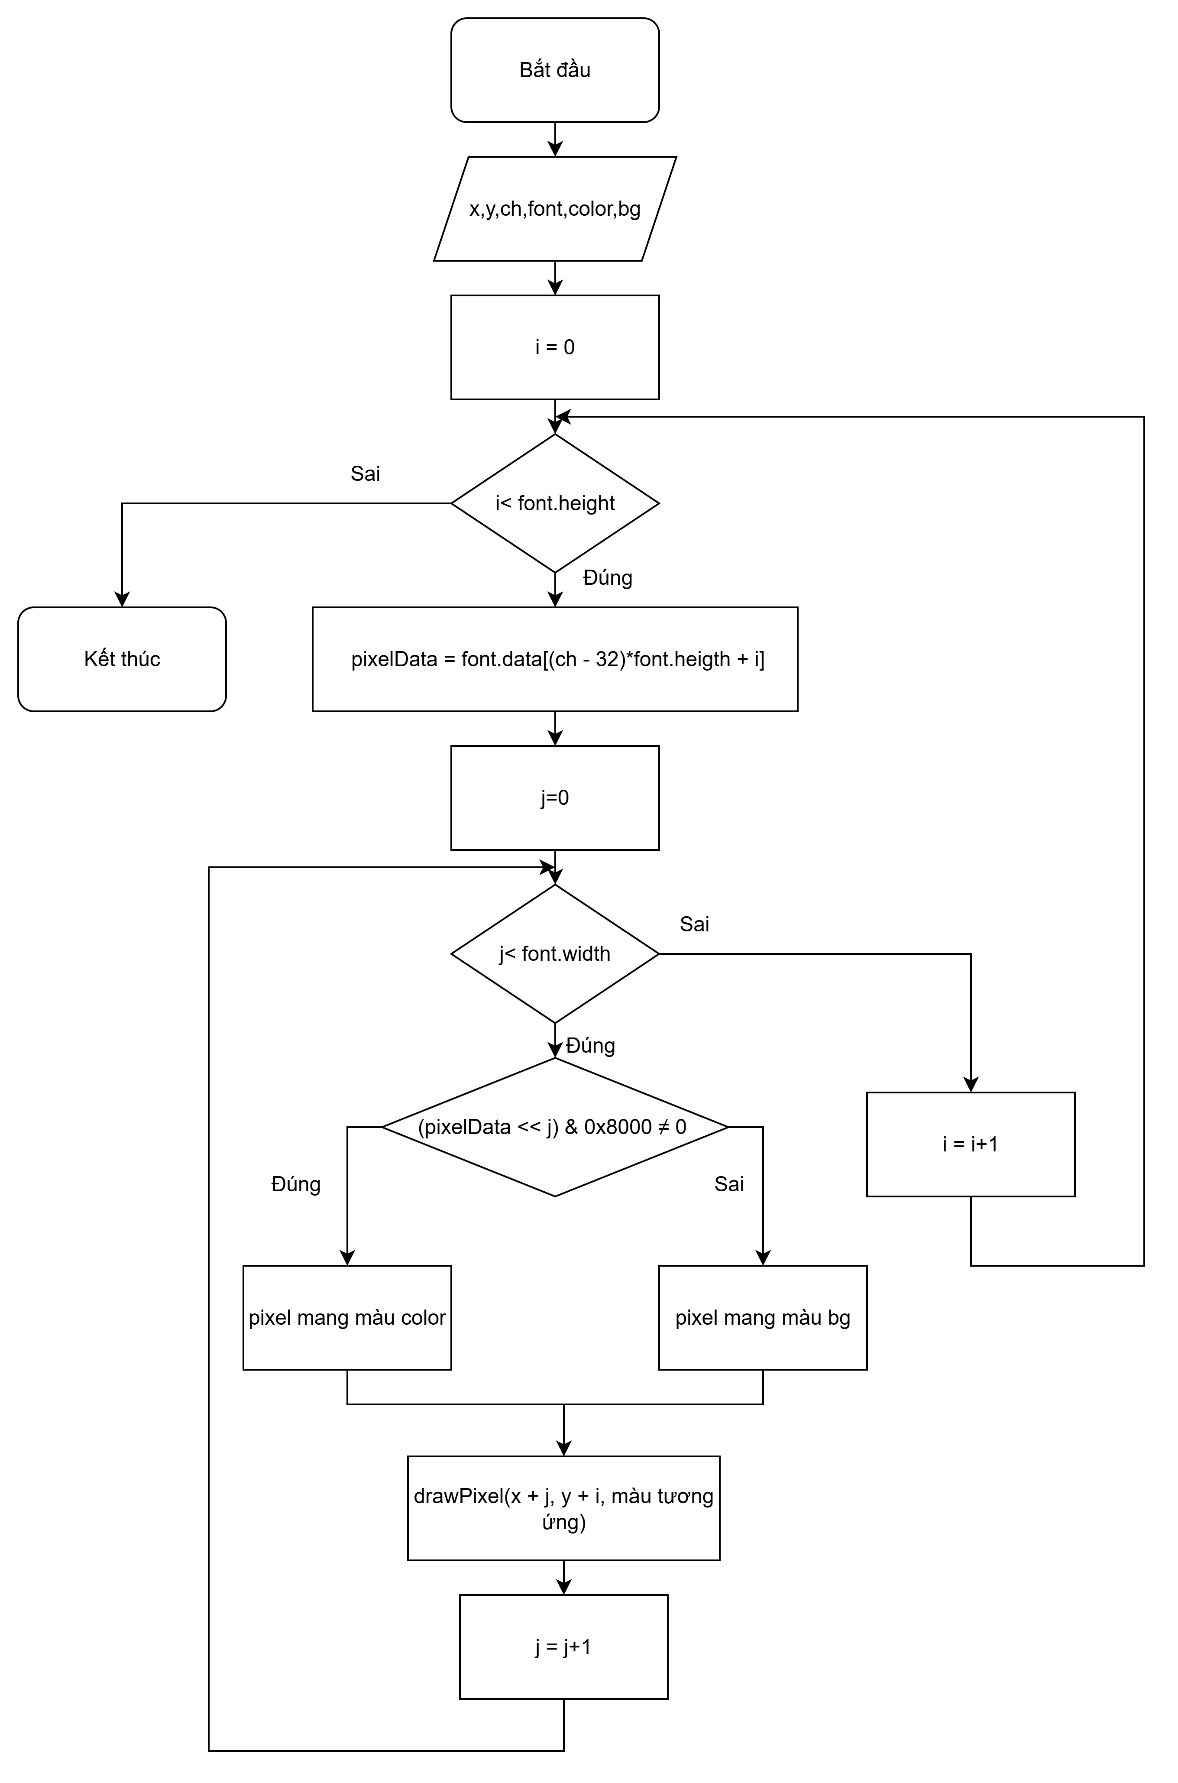 Bắt đầu
x,y,ch,font,color,bg
i = 0
Sai
i< font.height
Đúng
Kết thúc
pixelData = font.data[(ch - 32)*font.heigth + i]
j=0
Sai
j< font.width
Đúng
(pixelData << j) & 0x8000 ≠ 0
i = i+1
Đúng
Sai
pixel mang màu color
pixel mang màu bg
drawPixel(x + j, y + i, màu tương
ứng)
j = j+1